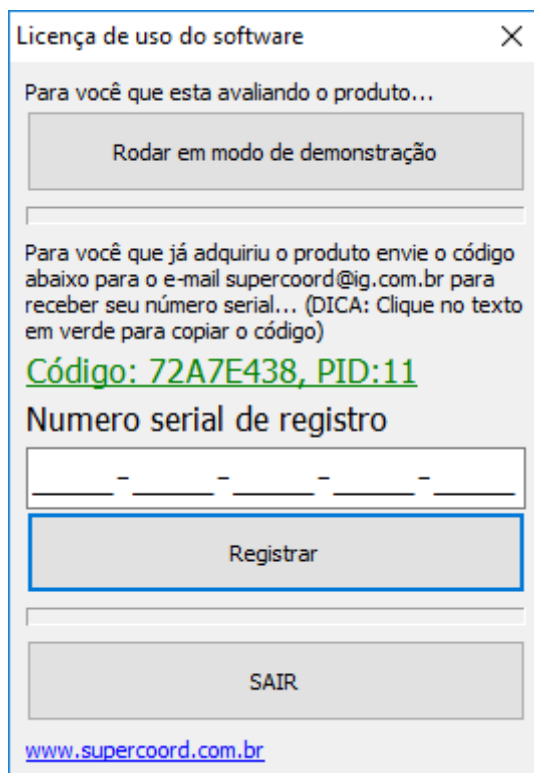 Licença de uso do software
Para você que esta avaliando o produto...
Rodar em modo de demonstração
Para você que já adquiriu o produto envie o código
abaixo para o e-mail supercoord@ig.com.br para
receber seu número serial... (DICA: Clique no texto
em verde para copiar o código)
Código: 72A7E438, PID:11
Numero serial de registro
_____-_____-_____-_____-_____
Registrar
SAIR
www.supercoord.com.br